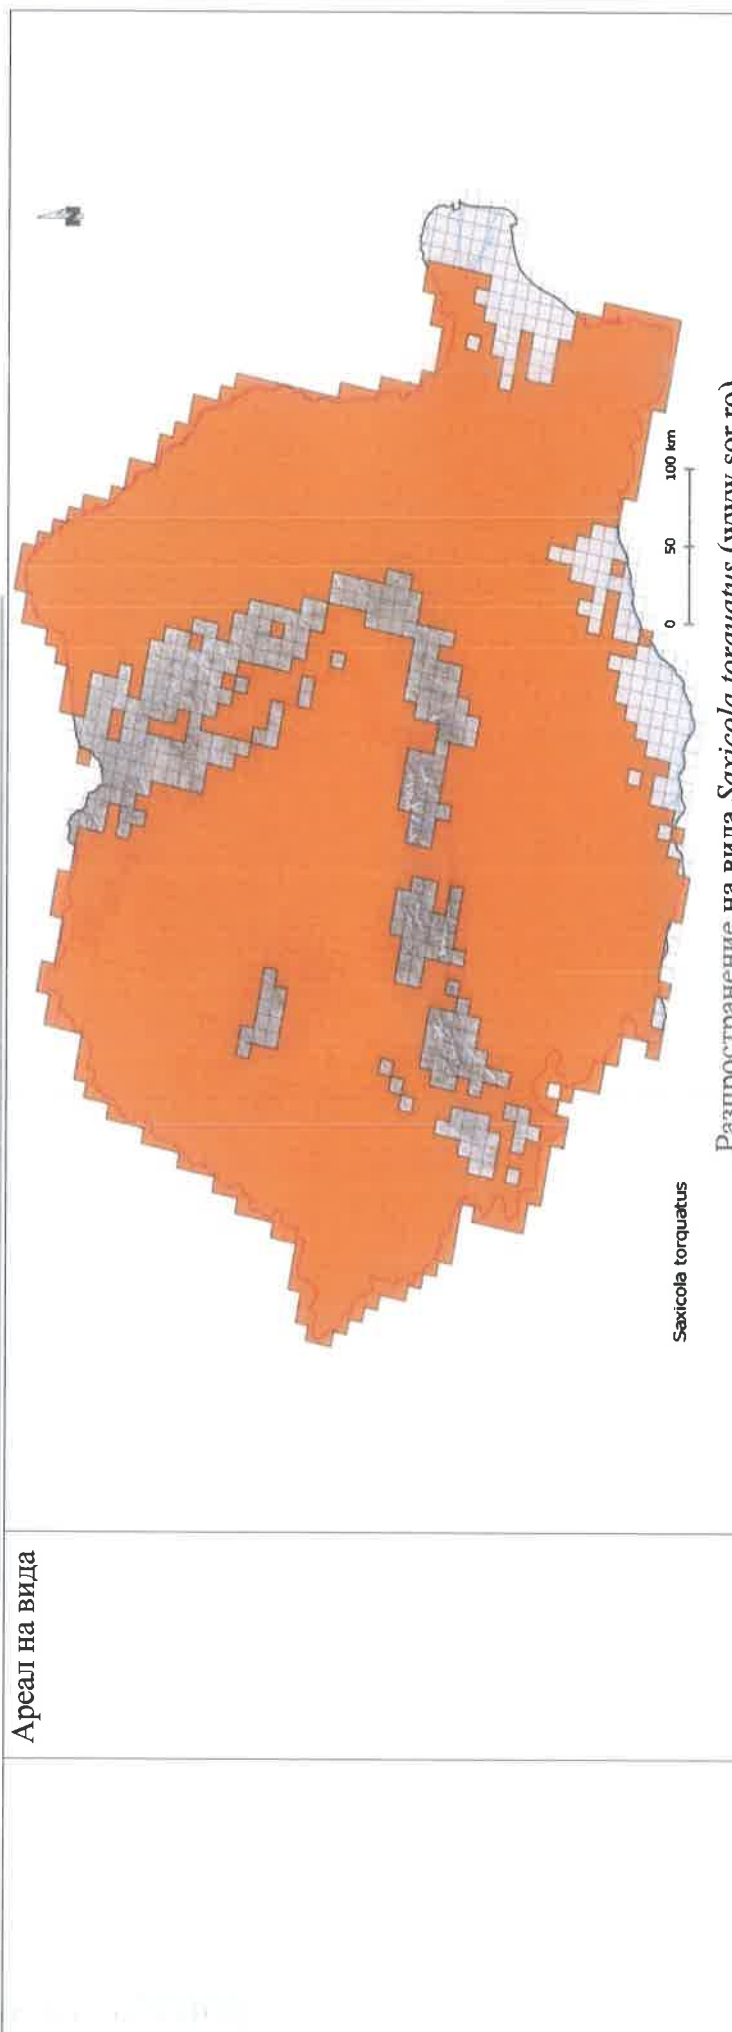 Ареал на вида
N
0 50 100 km
Saxicola torquatus
Разпространение на вида Saxicola torquatus (www.sor.ro)